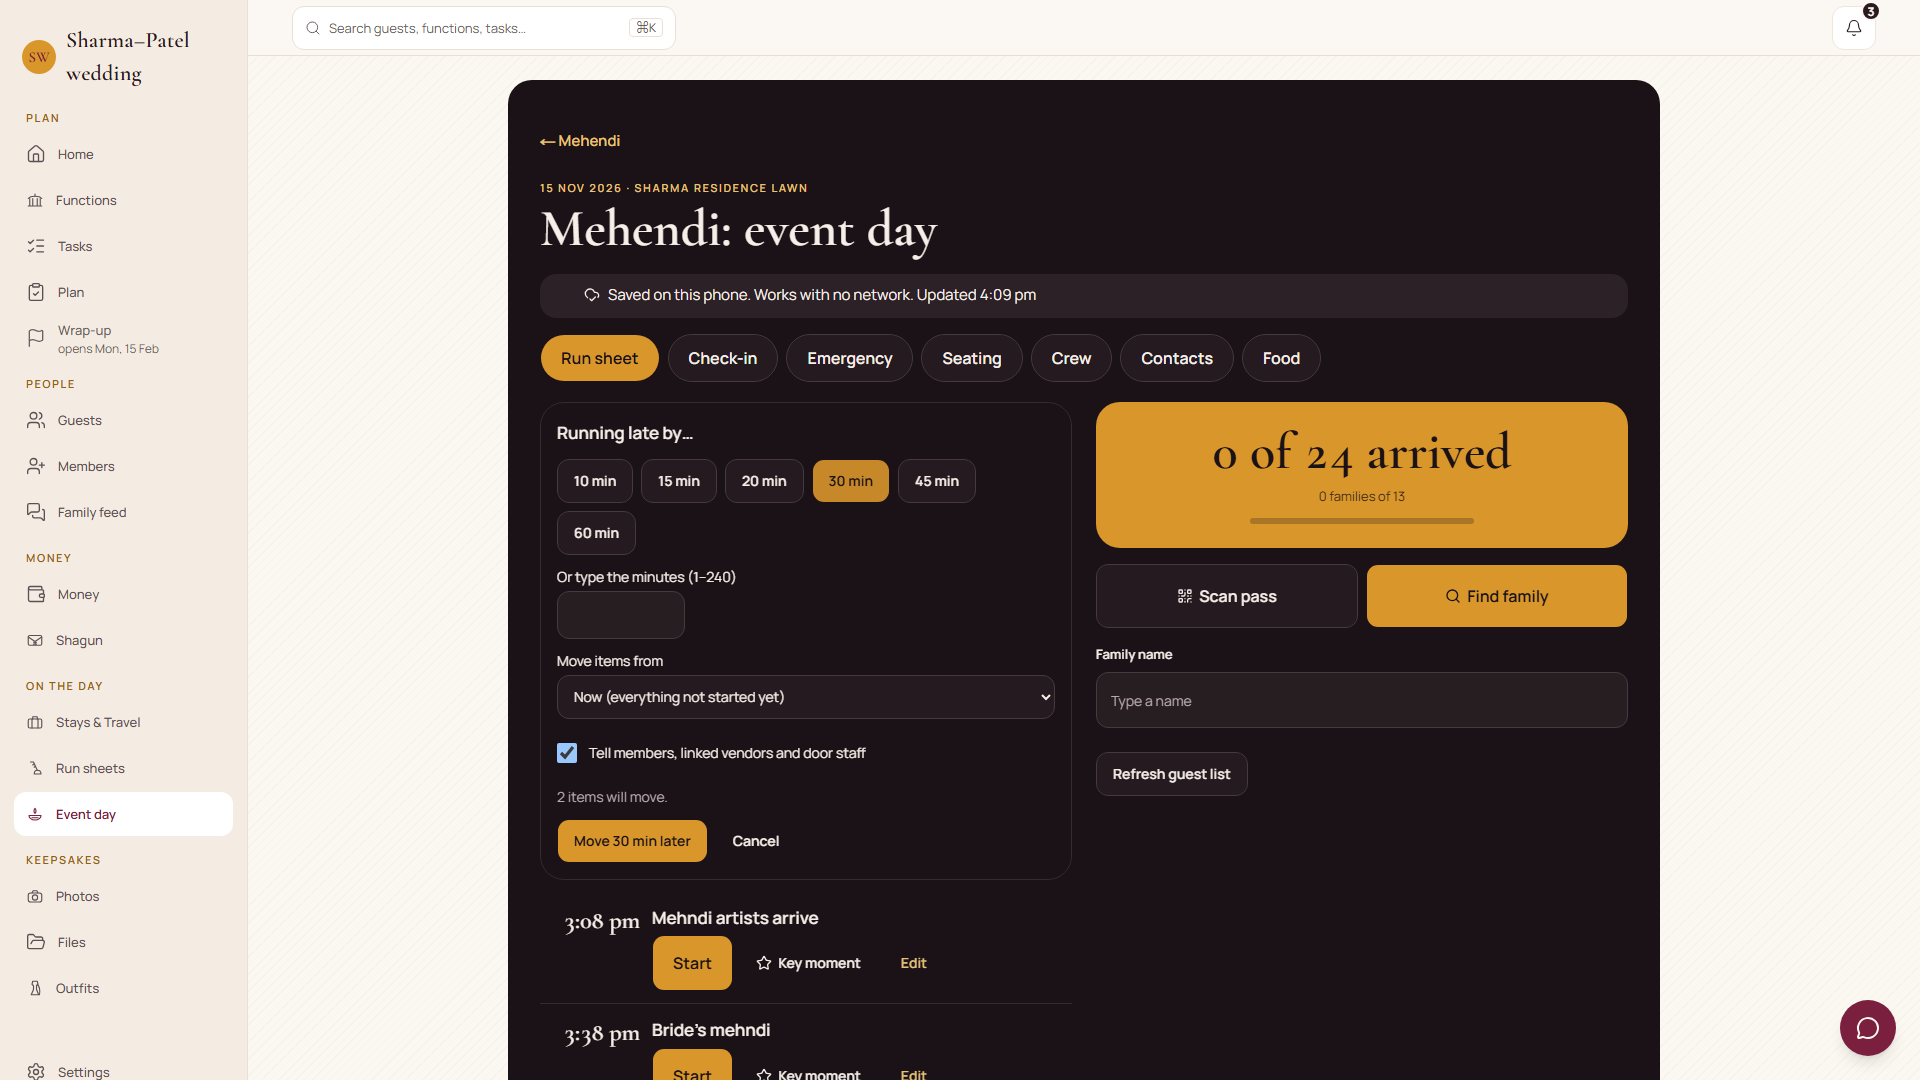 SW
Sharma–Patel
wedding
PLAN
Home
Functions
Tasks
Plan
Wrap-up
opens Mon, 15 Feb
PEOPLE
Guests
Members
Family feed
MONEY
Money
Shagun
ON THE DAY
Stays & Travel
Run sheets
Event day
KEEPSAKES
Photos
Files
Outfits
Settings
Search guests, functions, tasks... ⌘K
3
← Mehendi
15 NOV 2026 · SHARMA RESIDENCE LAWN
Mehendi: event day
Saved on this phone. Works with no network. Updated 4:09 pm
Run sheet Check-in Emergency Seating Crew Contacts Food
Running late by...
10 min 15 min 20 min 30 min 45 min
60 min
Or type the minutes (1–240)
Move items from
Now (everything not started yet)
Tell members, linked vendors and door staff
2 items will move.
Move 30 min later Cancel
3:08 pm Mehndi artists arrive
Start Key moment Edit
3:38 pm Bride's mehndi
Start Key moment Edit
0 of 24 arrived
0 families of 13
Scan pass Find family
Family name
Type a name
Refresh guest list